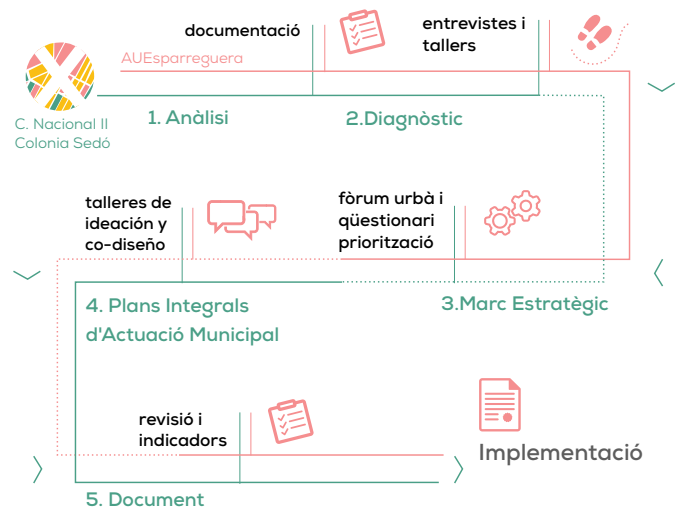 documentació
entrevistes i
tallers
AUEsparreguera
C. Nacional II
Colonia Sedó
1. Anàlisi
2.Diagnòstic
talleres de
ideación y
co-diseño
fòrum urbà i
qüestionari
priorització
4. Plans Integrals
d'Actuació Municipal
3.Marc Estratègic
revisió i
indicadors
Implementació
5. Document